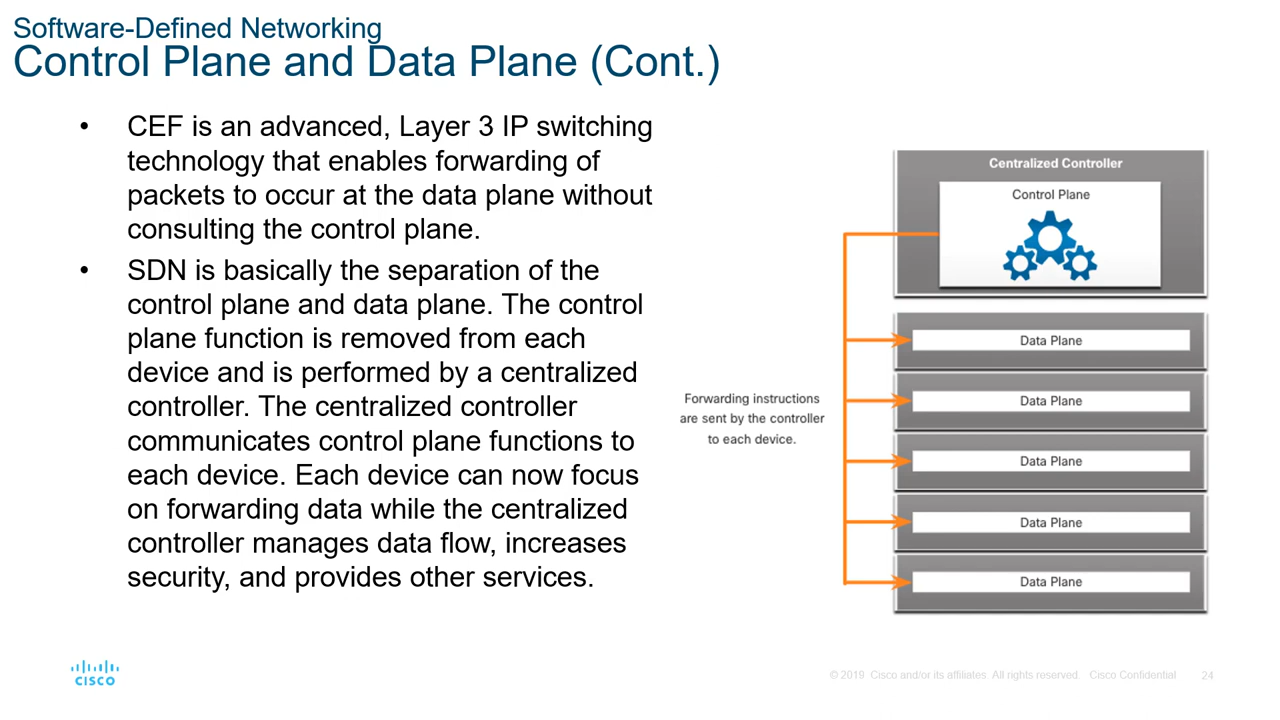 Software-Defined Networking
Control Plane and Data Plane (Cont.)
• CEF is an advanced, Layer 3 IP switching
technology that enables forwarding of
packets to occur at the data plane without
consulting the control plane.
• SDN is basically the separation of the
control plane and data plane. The control
plane function is removed from each
device and is performed by a centralized
controller. The centralized controller
communicates control plane functions to
each device. Each device can now focus
on forwarding data while the centralized
controller manages data flow, increases
security, and provides other services.
Centralized Controller
Control Plane
Data Plane
Data Plane
Data Plane
Data Plane
Data Plane
Forwarding instructions
are sent by the controller
to each device.
CISCO
© 2019 Cisco and/or its affiliates. All rights reserved. Cisco Confidential 24